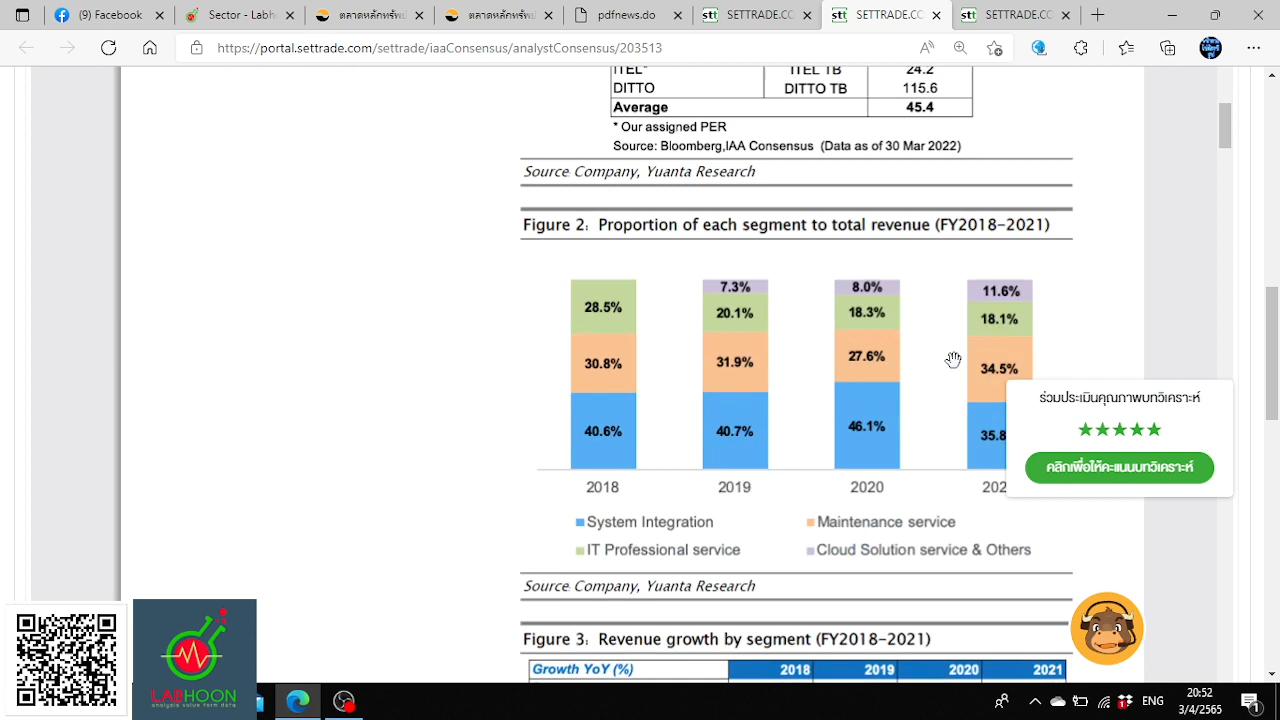 https://portal.settrade/settrade/iaaConsensus/analystConsensus/203513
ITEL* ITEL TB 24.2
DITTO DITTO TB 115.6
Average 45.4
* Our assigned PER
Source: Bloomberg,IAA Consensus (Data as of 30 Mar 2022)
Source: Company, Yuanta Research
Figure 2: Proportion of each segment to total revenue (FY2018-2021)
7.3% 8.0% 11.6%
28.5% 20.1% 18.3% 18.1%
30.8% 31.9% 27.6% 34.5%
40.6% 40.7% 46.1% 35.8
2018 2019 2020 202
System Integration Maintenance service
IT Professional service Cloud Solution service & Others
ร่วมประเมินคุณภาพบทวิเคราะห์
คลิกเพื่อให้คะแนนบทวิเคราะห์
Source: Company, Yuanta Research
Figure 3: Revenue growth by segment (FY2018-2021)
Growth YoY (%) 2018 2019 2020 2021
LABHOON
analysis value form data
ENG
20:52
3/4/2565
1